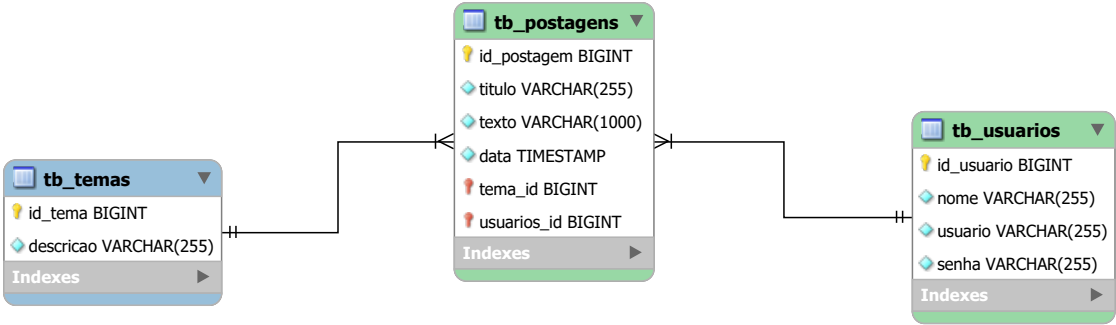 tb_postagens
id_postagem BIGINT
titulo VARCHAR(255)
texto VARCHAR(1000)
data TIMESTAMP
tema_id BIGINT
usuarios_id BIGINT
Indexes
tb_temas
id_tema BIGINT
descricao VARCHAR(255)
Indexes
tb_usuarios
id_usuario BIGINT
nome VARCHAR(255)
usuario VARCHAR(255)
senha VARCHAR(255)
Indexes